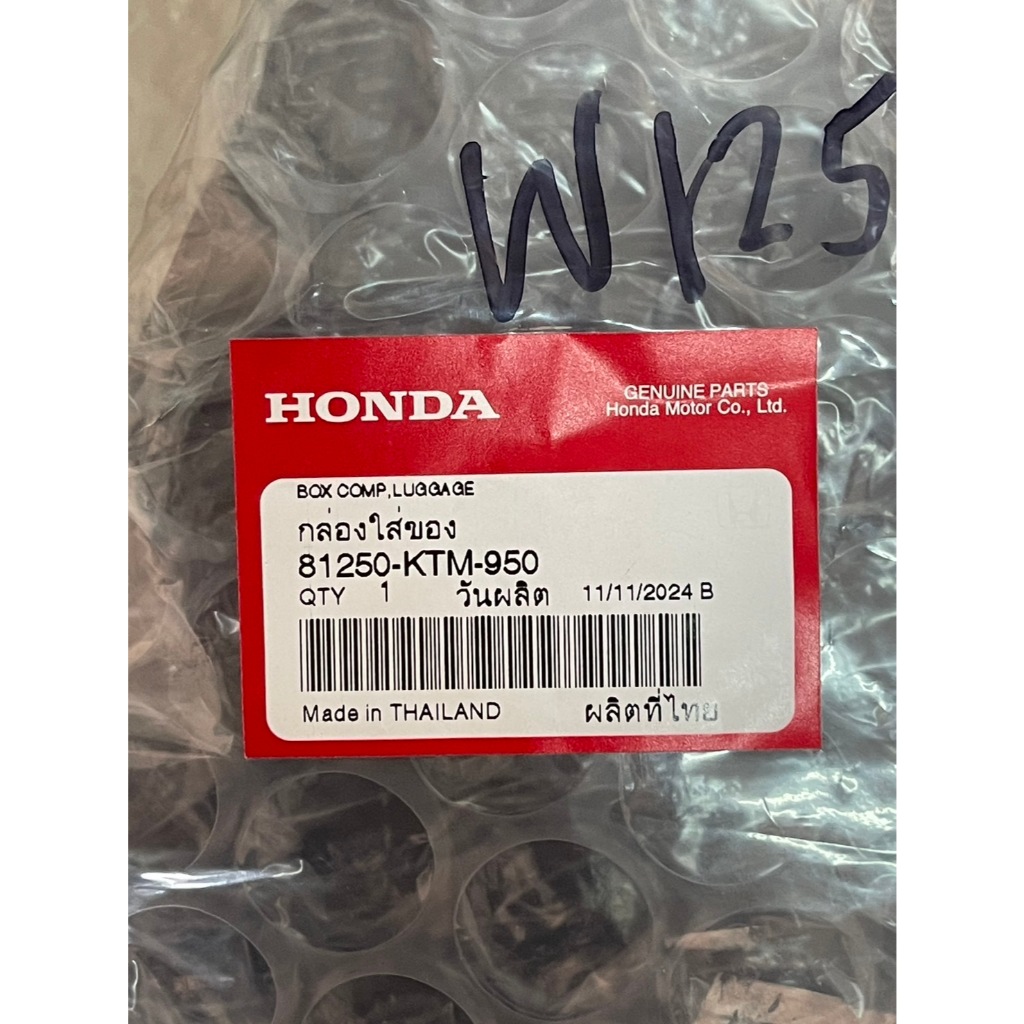 W125
HONDA
GENUINE PARTS
Honda Motor Co., Ltd.
BOX COMP,LUGGAGE
กล่องใส่ของ
81250-KTM-950
QTY 1 วันผลิต 11/11/2024 B
Made in THAILAND ผลิตที่ไทย